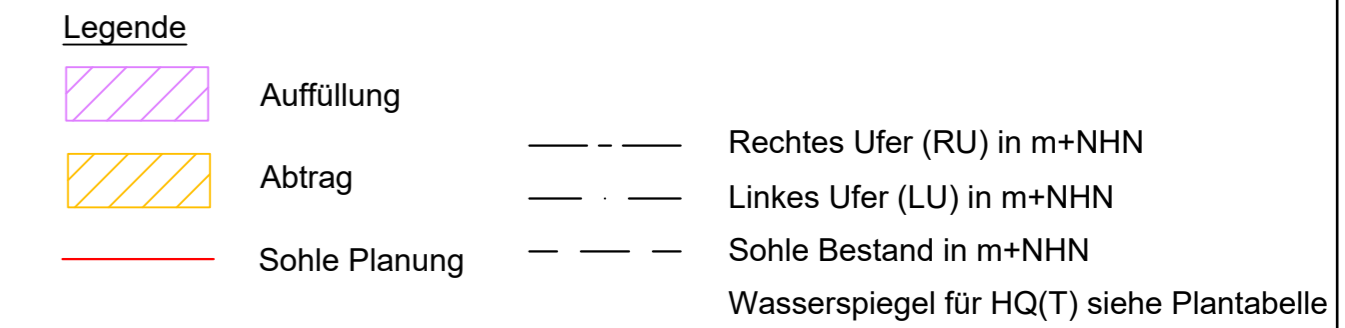 Legende
Auffüllung
Abtrag
Sohle Planung
Rechtes Ufer (RU) in m+NHN
Linkes Ufer (LU) in m+NHN
Sohle Bestand in m+NHN
Wasserspiegel für HQ(T) siehe Plantabelle